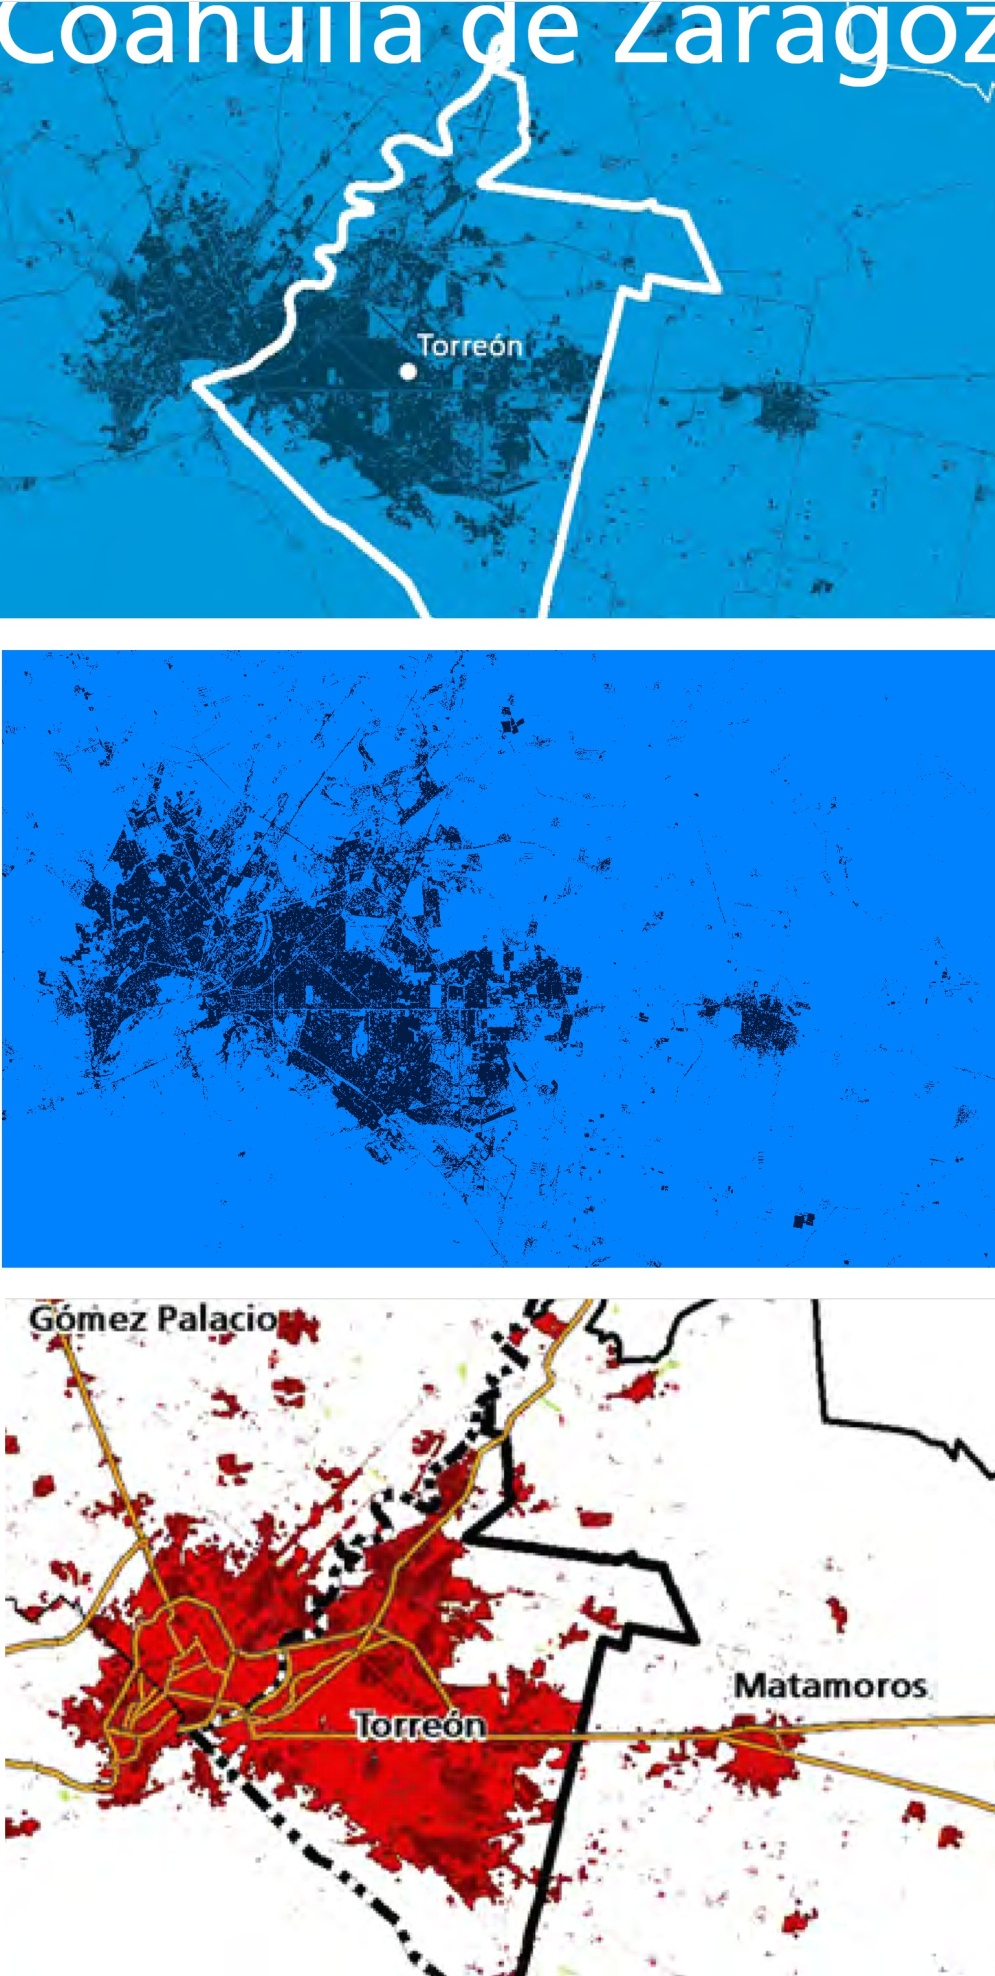 Coahuila de Zaragoz
Torreón
Gómez Palacio
Matamoros
Torreón